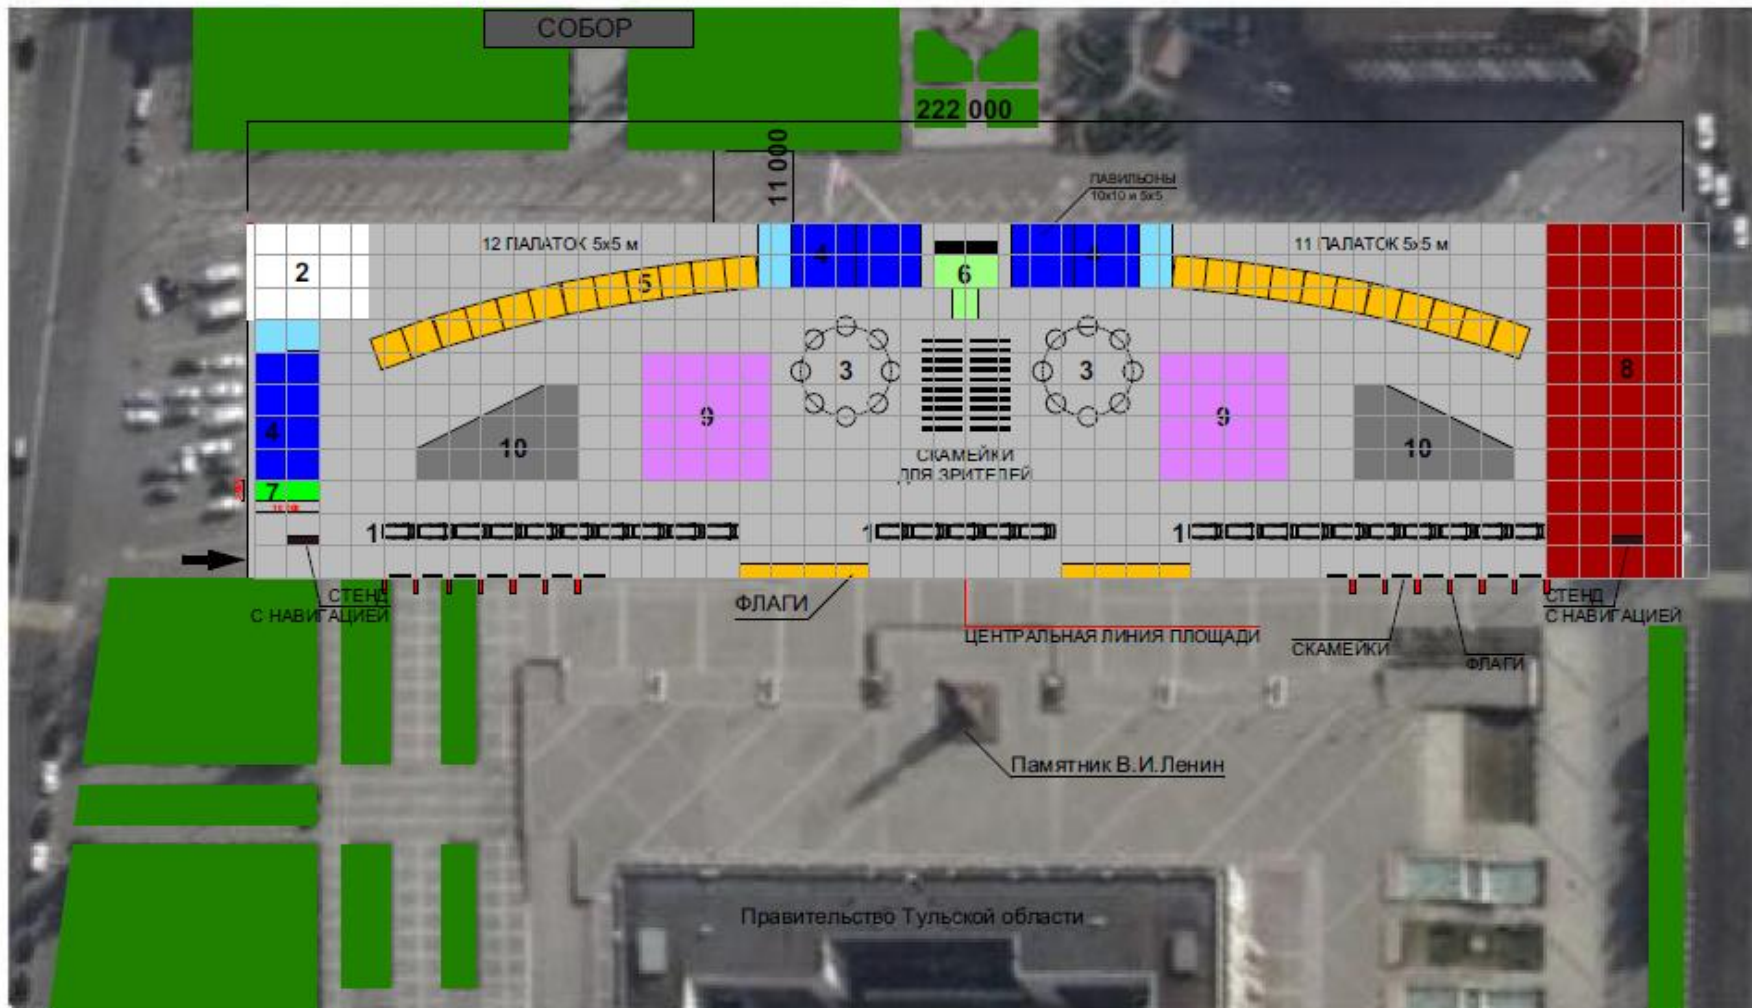 СОБОР
222 000
11 000
ПАВИЛЬОНЫ
10x10 и 5x5
12 ПАЛАТОК 5x5 м
11 ПАЛАТОК 5x5 м
2
5
4
6
4
3
3
8
9
9
4
10
10
СКАМЕЙКИ
ДЛЯ ЗРИТЕЛЕЙ
7
1
1
1
СТЕНД
С НАВИГАЦИЕЙ
ФЛАГИ
ЦЕНТРАЛЬНАЯ ЛИНИЯ ПЛОЩАДИ
СКАМЕЙКИ
ФЛАГИ
СТЕНД
С НАВИГАЦИЕЙ
Памятник В.И.Ленин
Правительство Тульской области